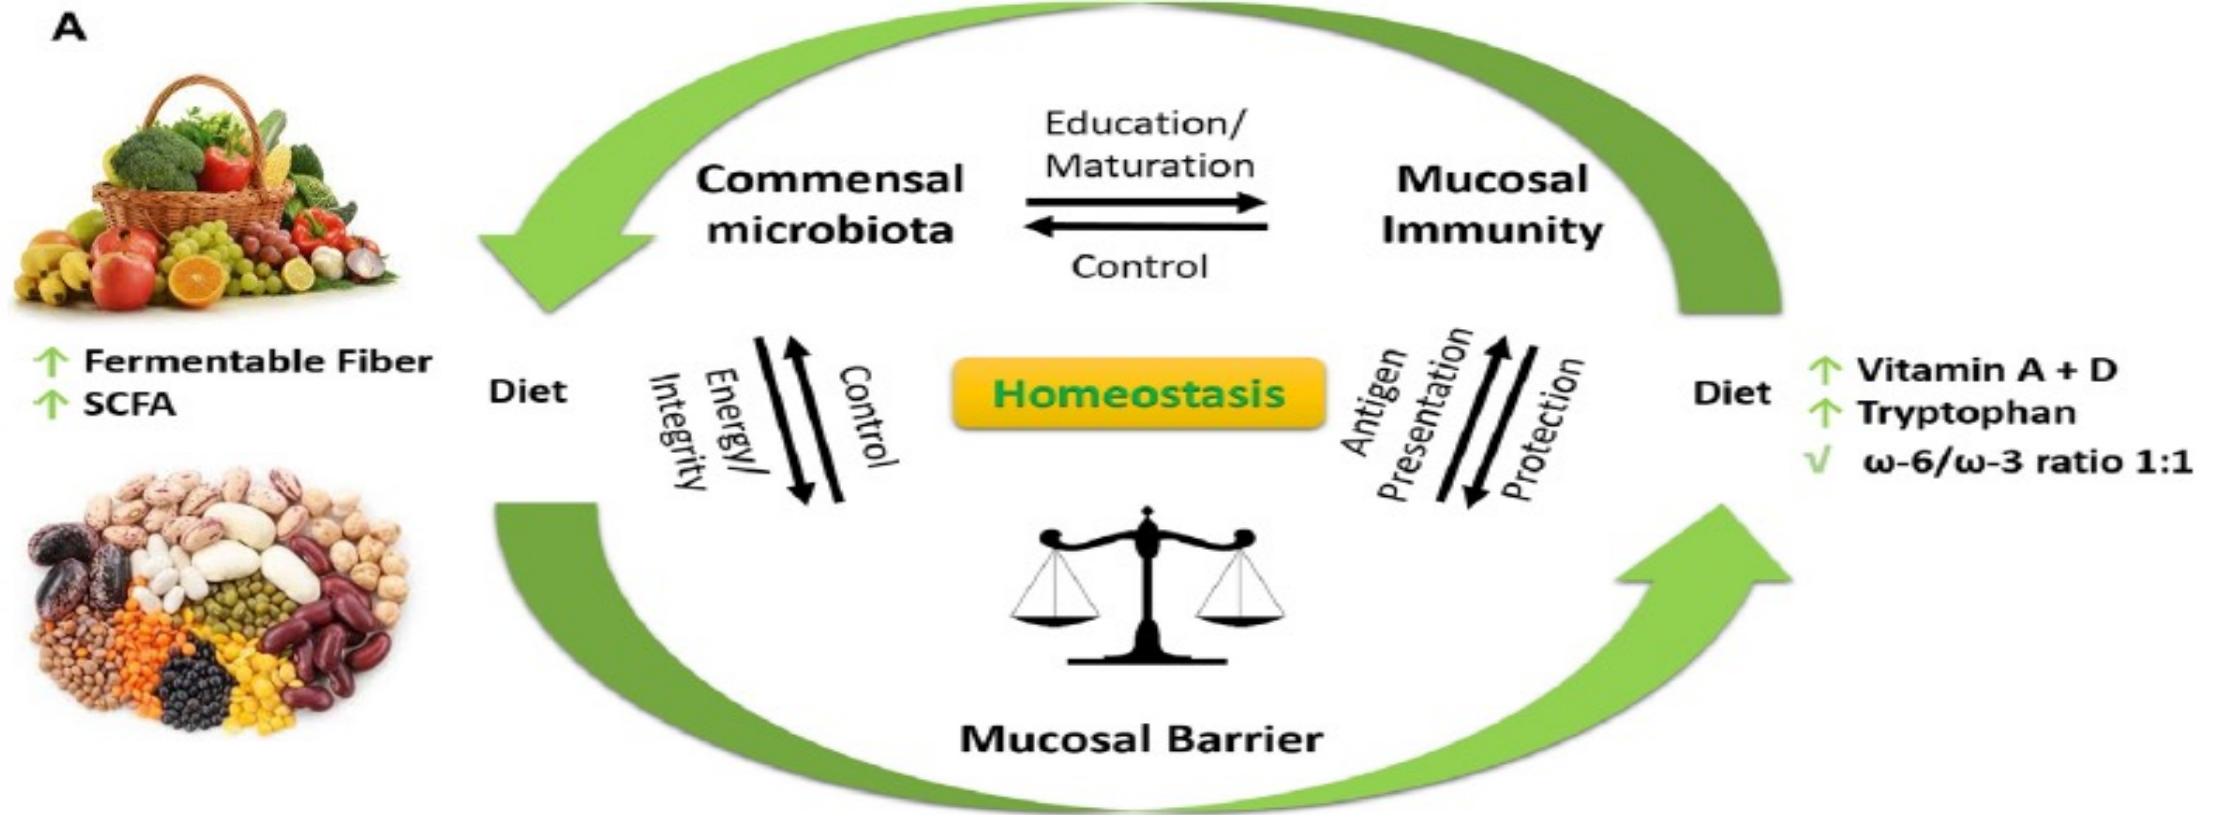 A
Education/
Maturation
Commensal
microbiota
Mucosal
Immunity
Control
↑ Fermentable Fiber
↑ SCFA
Diet
Energy/
Integrity
Control
Homeostasis
Antigen
Presentation
Protection
Diet
↑ Vitamin A + D
↑ Tryptophan
√ ω-6/ω-3 ratio 1:1
Mucosal Barrier